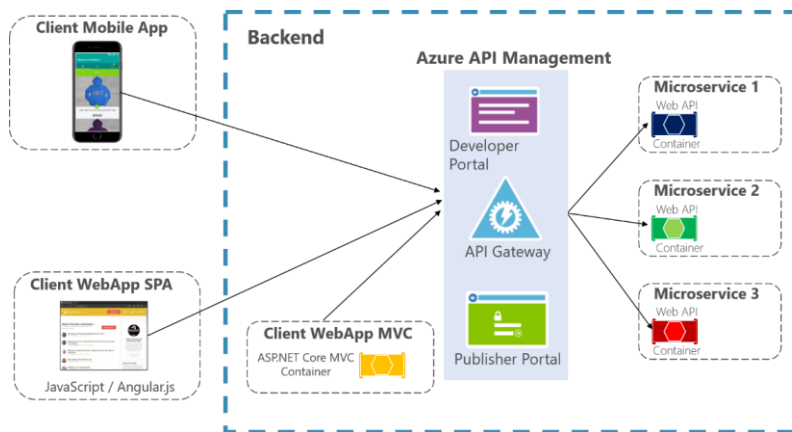 Client Mobile App
Backend
Azure API Management
Developer
Portal
API Gateway
Publisher Portal
Microservice 1
Web API
Container
Microservice 2
Web API
Container
Microservice 3
Web API
Container
Client WebApp SPA
JavaScript / Angular.js
Client WebApp MVC
ASP.NET Core MVC
Container